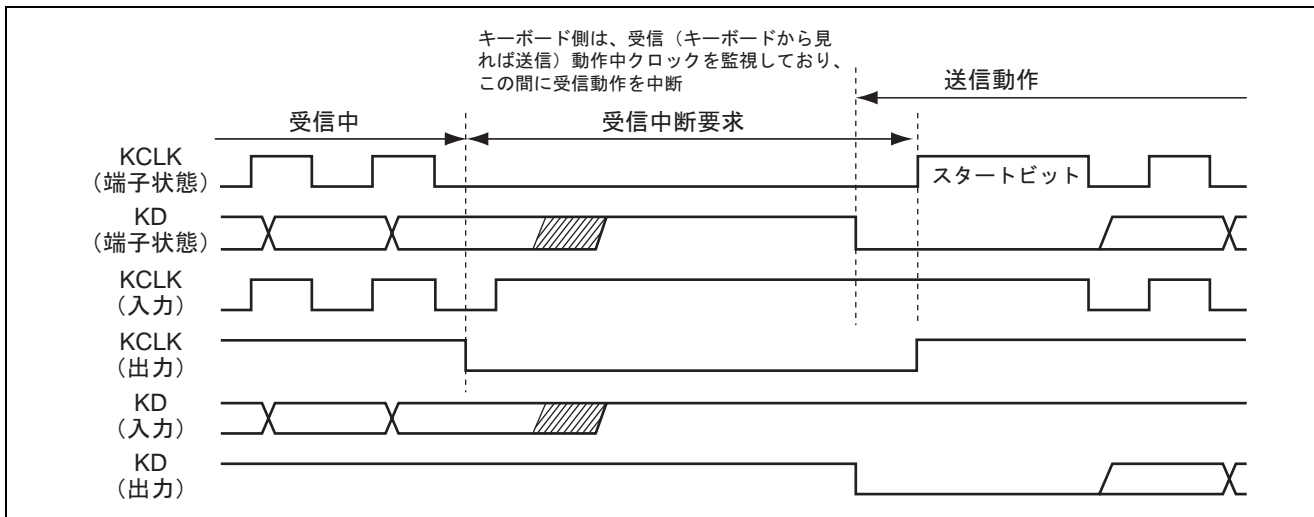 キーボード側は、受信（キーボードから見
れば送信）動作中クロックを監視しており、
この間に受信動作を中断
送信動作
受信中
受信中断要求
KCLK
（端子状態）
スタートビット
KD
（端子状態）
KCLK
（入力）
KCLK
（出力）
KD
（入力）
KD
（出力）